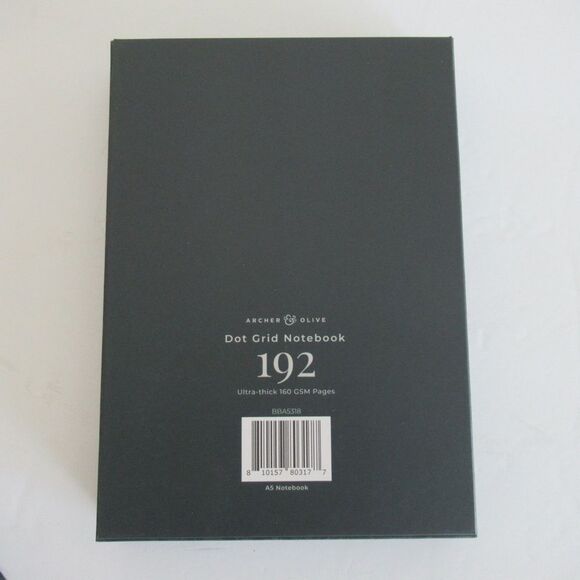 ARCHER & OLIVE
Dot Grid Notebook
192
Ultra-thick 160 GSM Pages
BBA5318
8 10157 80317 7
A5 Notebook